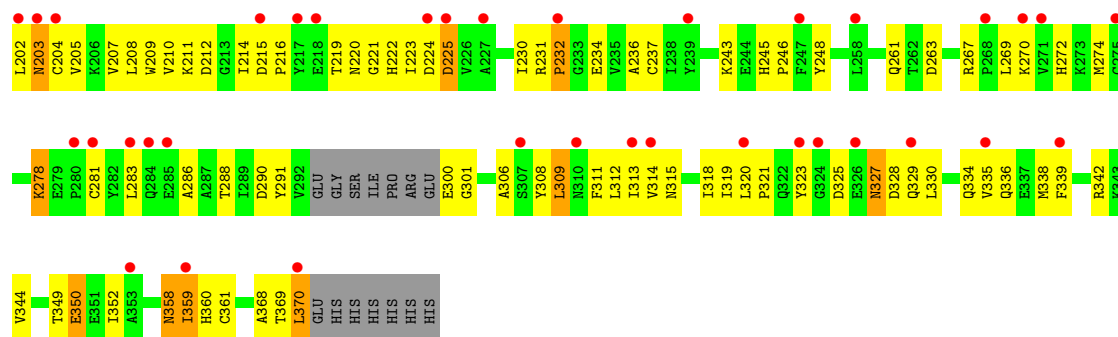 L202 N203 C204 V205 K206 V207 L208 W209 V210 K211 D212 G213 I214 D215 P216 Y217 E218 T219 N220 G221 H222 I223 D224 D225 V226 A227 I230 R231 P232 G233 E234 V235 A236 C237 I238 Y239 K243 E244 H245 P246 F247 Y248 L258 Q261 T262 D263 R267 P268 L269 K270 V271 H272 K273 M274 C275
K278 E279 P280 C281 Y282 L283 Q284 E285 A286 A287 T288 I289 D290 Y291 V292 GLU GLY SER ILE PRO ARG GLU E300 G301 A306 S307 Y308 L309 N310 F311 L312 I313 V314 N315 I318 I319 L320 P321 Q322 Y323 G324 D325 E326 N327 D328 Q329 L330 Q334 V335 Q336 E337 M338 F339 R342 K343
V344 T349 E350 E351 I352 A353 N358 I359 H360 C361 A368 T369 L370 GLU HIS HIS HIS HIS HIS HIS